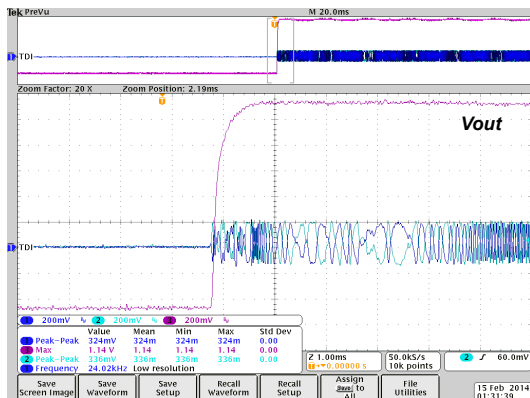 Tek PreVu M 20.0ms
T
1 TDI
Zoom Factor: 20 X Zoom Position: 2.19ms
T
Vout
1 TDI
1 200mV 2 200mV 3 200mV
Value Mean Min Max Std Dev
1 Peak-Peak 324mV 324m 324m 324m 0.00
3 Max 1.14 V 1.14 1.14 1.14 0.00
2 Peak-Peak 336mV 336m 336m 336m 0.00
1 Frequency 24.02kHz Low resolution
Z 1.00ms
T→▼0.00000 s
50.0KS/s
10k points
2 60.0mV
Save Screen Image
Save Waveform
Save Setup
Recall Waveform
Recall Setup
Assign Save to All
File Utilities
15 Feb 2014
01:31:39